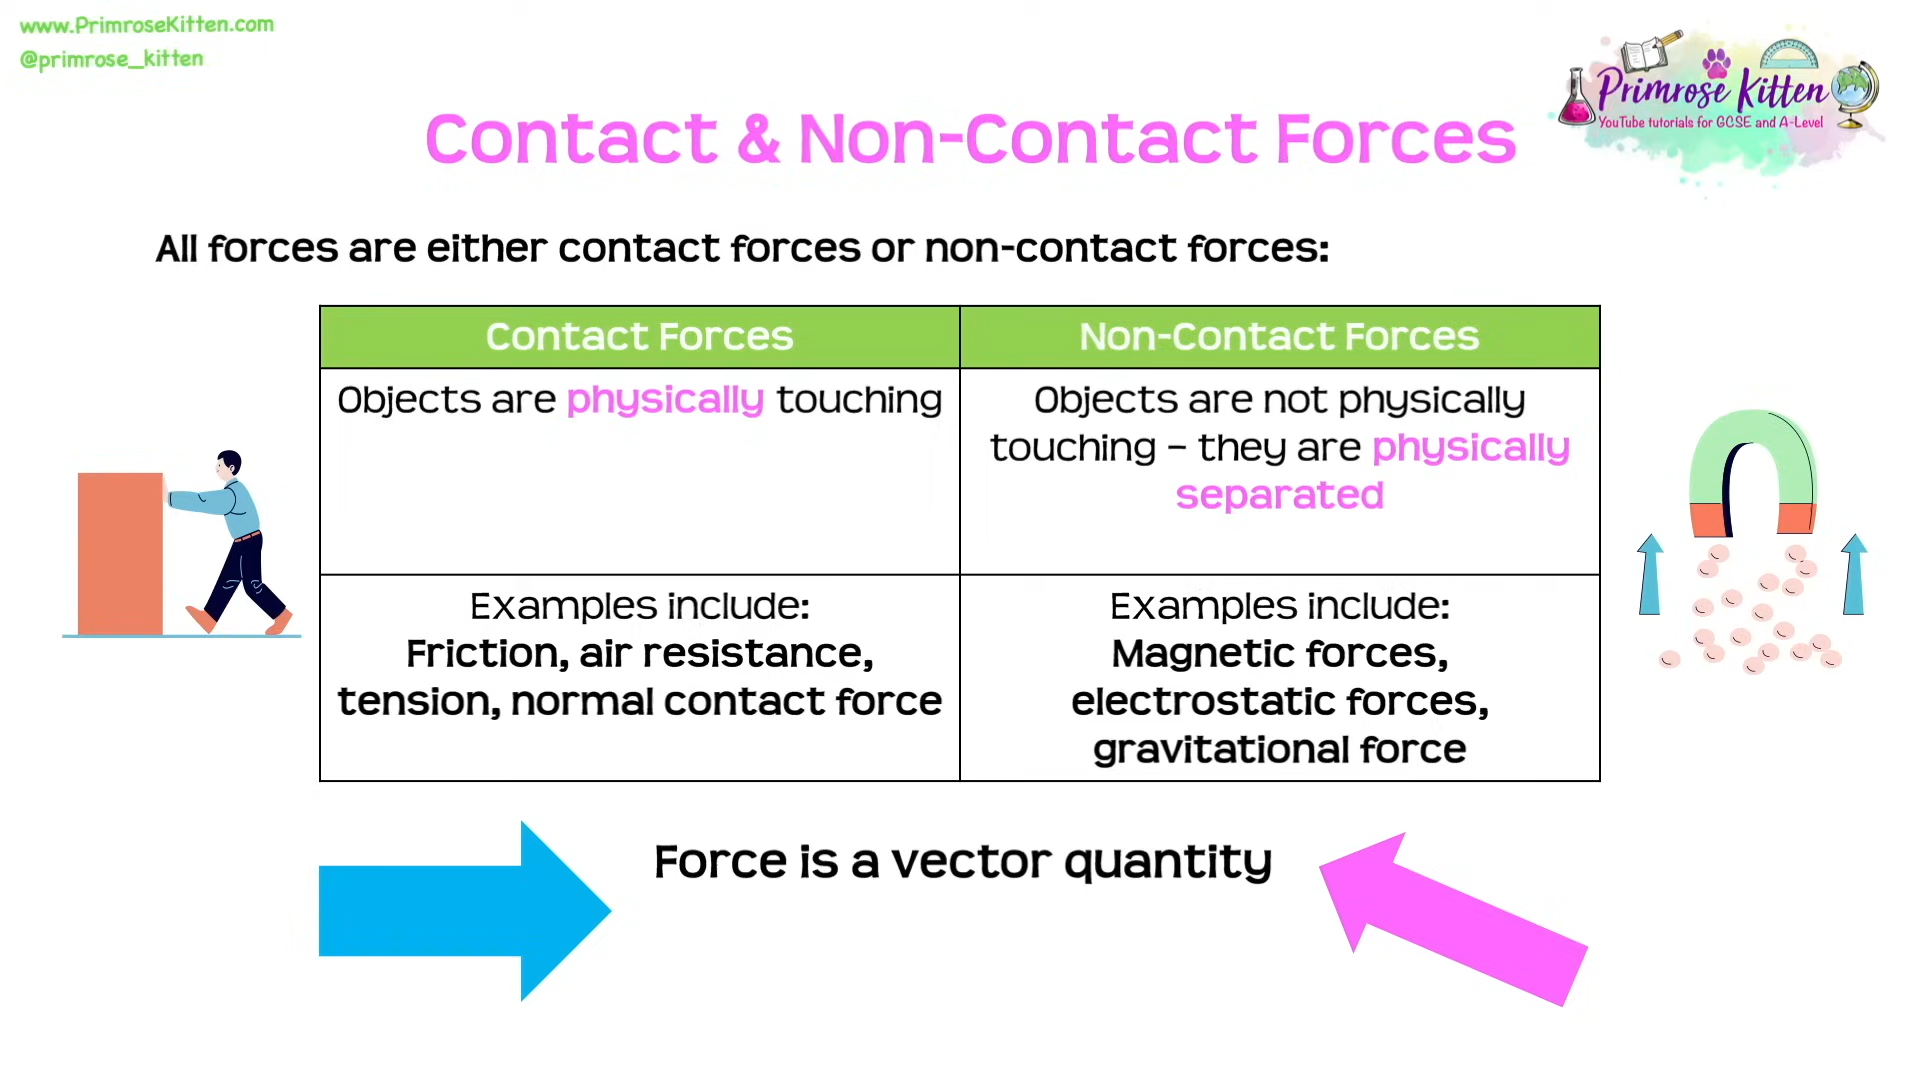 www.PrimroseKitten.com
@primrose_kitten
Primrose Kitten
YouTube tutorials for GCSE and A-Level
Contact & Non-Contact Forces
All forces are either contact forces or non-contact forces:
Contact Forces
Non-Contact Forces
Objects are physically touching
Objects are not physically
touching – they are physically
separated
Examples include:
Friction, air resistance,
tension, normal contact force
Examples include:
Magnetic forces,
electrostatic forces,
gravitational force
Force is a vector quantity